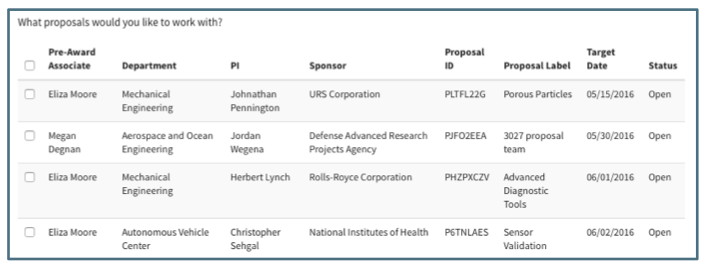 What proposals would you like to work with?
Pre-Award Associate Department PI Sponsor Proposal ID Proposal Label Target Date Status
Eliza Moore Mechanical Engineering Johnathan Pennington URS Corporation PLTFL22G Porous Particles 05/15/2016 Open
Megan Degnan Aerospace and Ocean Engineering Jordan Wegena Defense Advanced Research Projects Agency PJFO2EEA 3027 proposal team 05/30/2016 Open
Eliza Moore Mechanical Engineering Herbert Lynch Rolls-Royce Corporation PHZPXCZV Advanced Diagnostic Tools 06/01/2016 Open
Eliza Moore Autonomous Vehicle Center Christopher Sehgal National Institutes of Health P6TNLAES Sensor Validation 06/02/2016 Open